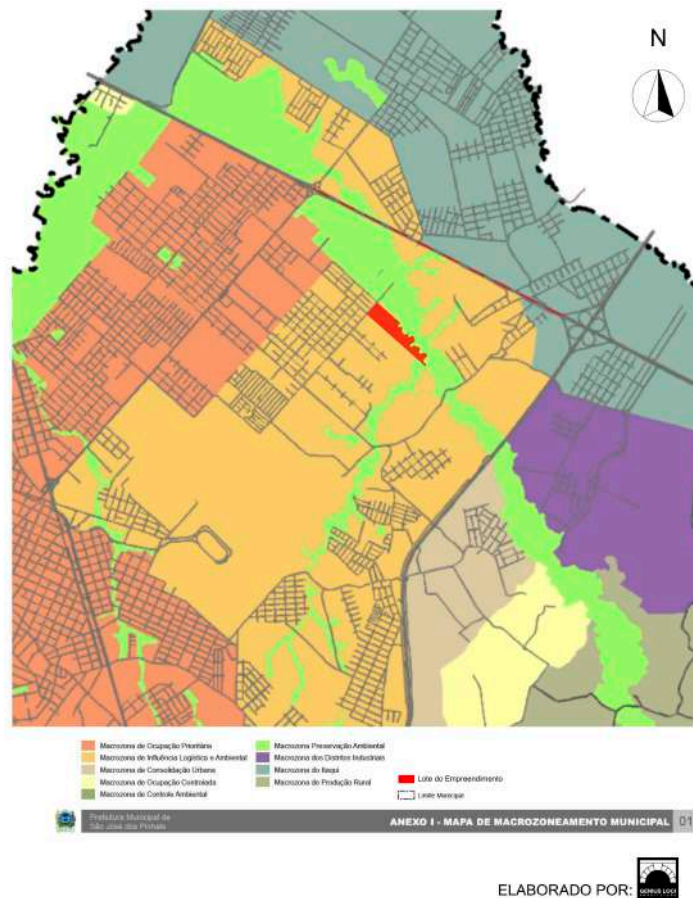 N
Macrozona de Ocupação Prioritária
Macrozona de Influência Logística e Ambiental
Macrozona de Consolidação Urbana
Macrozona de Ocupação Controlada
Macrozona de Controle Ambiental
Macrozona Preservação Ambiental
Macrozona dos Distritos Industriais
Macrozona do Itaqui
Macrozona de Produção Rural
Lote do Empreendimento
Limite Municipal
Prefeitura Municipal de
São José dos Pinhais
ANEXO I - MAPA DE MACROZONEAMENTO MUNICIPAL 01
ELABORADO POR:
GENIUS LOCI